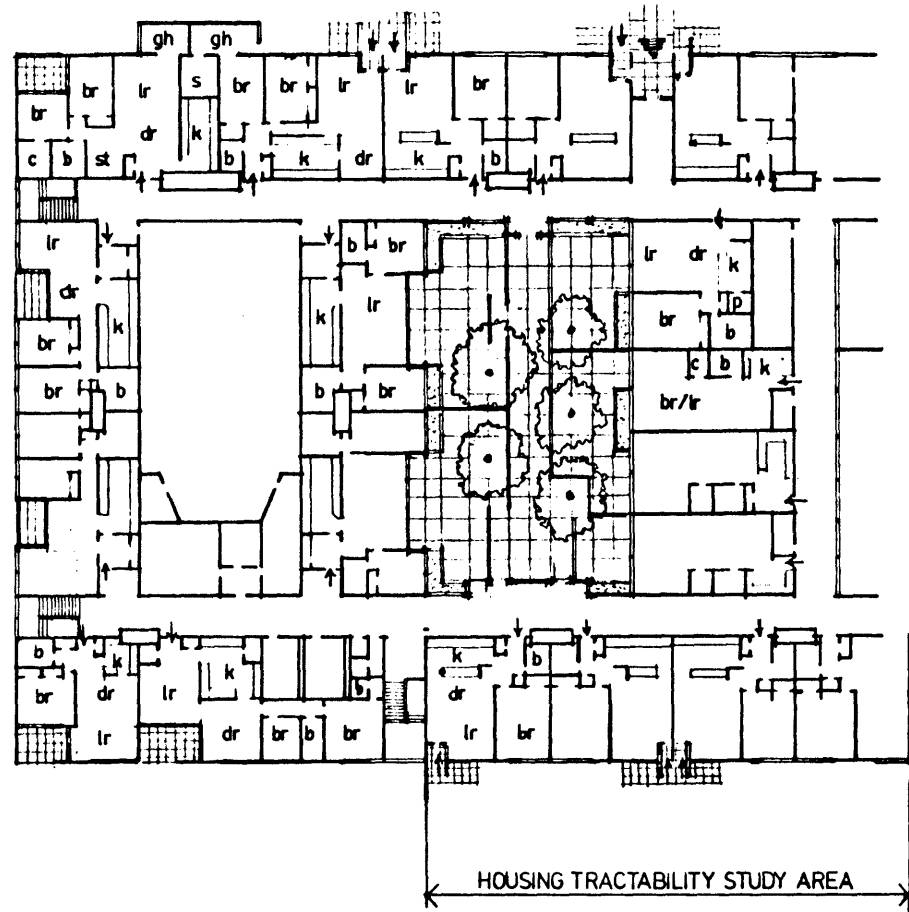 gh gh
br lr s br br lr lr br
br dr k
c b st b k dr k b
lr b br lr dr k
dr lr
k k p
br br b
br b b br c b k
br/lr
b k k b
br dr lr k b dr
lr dr br b br lr br
HOUSING TRACTABILITY STUDY AREA